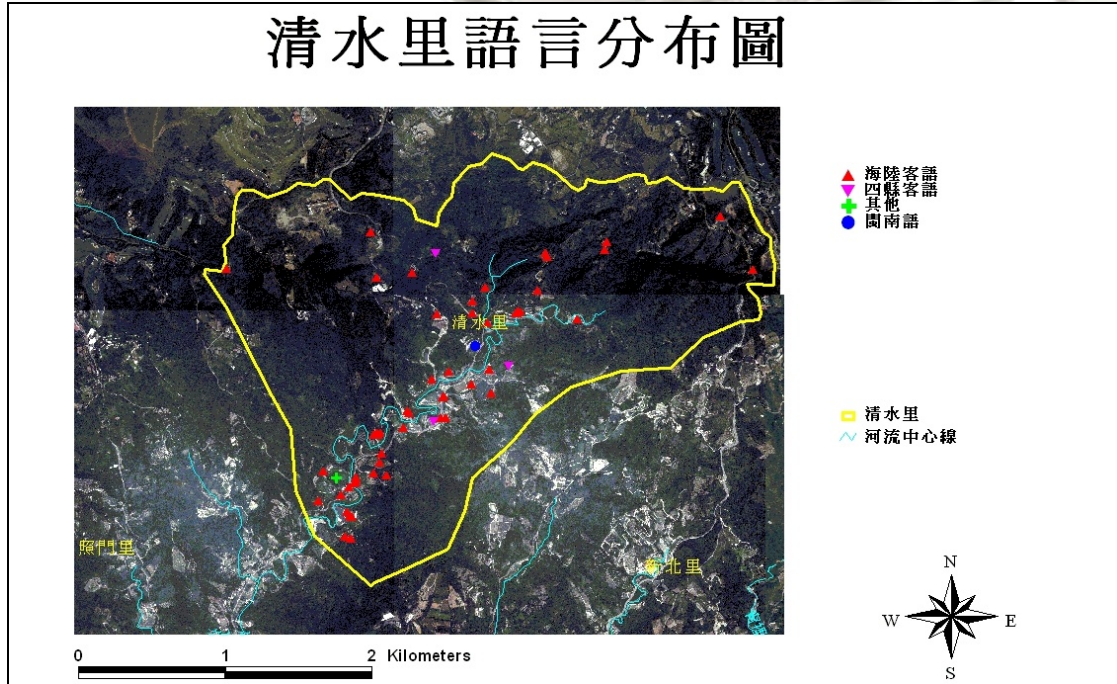 清水里語言分布圖
海陸客語
四縣客語
其他
閩南語
清水里
清水里
河流中心線
照門里
北里
N
W E
S
0 1 2 Kilometers